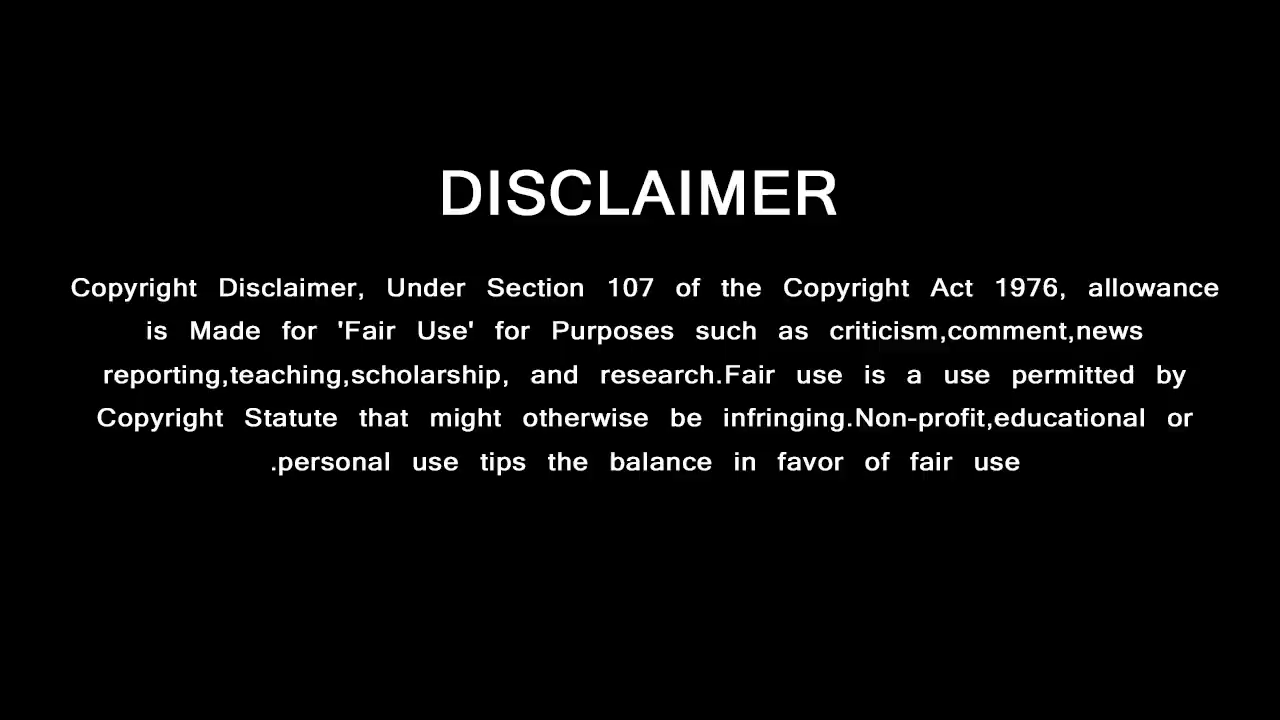 DISCLAIMER
Copyright Disclaimer, Under Section 107 of the Copyright Act 1976, allowance
is Made for 'Fair Use' for Purposes such as criticism,comment,news
reporting,teaching,scholarship, and research.Fair use is a use permitted by
Copyright Statute that might otherwise be infringing.Non-profit,educational or
.personal use tips the balance in favor of fair use